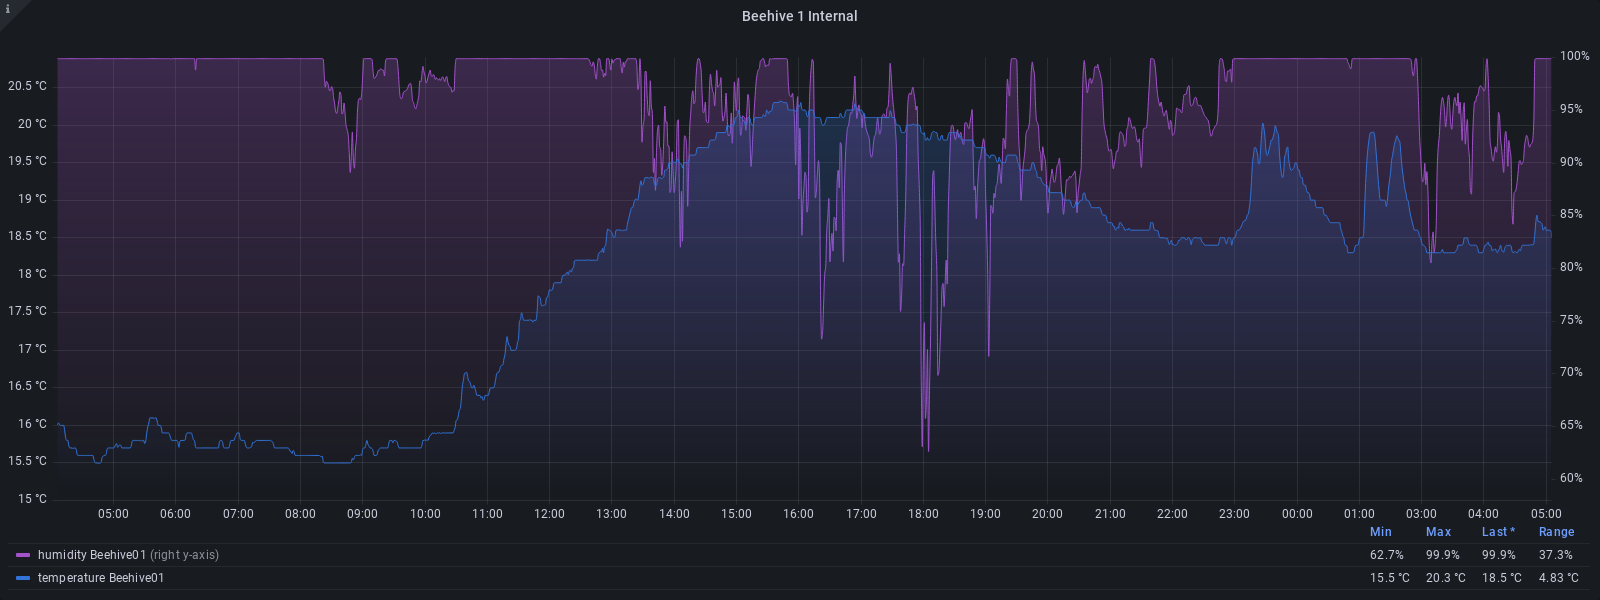 i
Beehive 1 Internal
20.5 °C
20 °C
19.5 °C
19 °C
18.5 °C
18 °C
17.5 °C
17 °C
16.5 °C
16 °C
15.5 °C
15 °C
100%
95%
90%
85%
80%
75%
70%
65%
60%
05:00 06:00 07:00 08:00 09:00 10:00 11:00 12:00 13:00 14:00 15:00 16:00 17:00 18:00 19:00 20:00 21:00 22:00 23:00 00:00 01:00 02:00 03:00 04:00 05:00
Min Max Last * Range
humidity Beehive01 (right y-axis) 62.7% 99.9% 99.9% 37.3%
temperature Beehive01 15.5 °C 20.3 °C 18.5 °C 4.83 °C